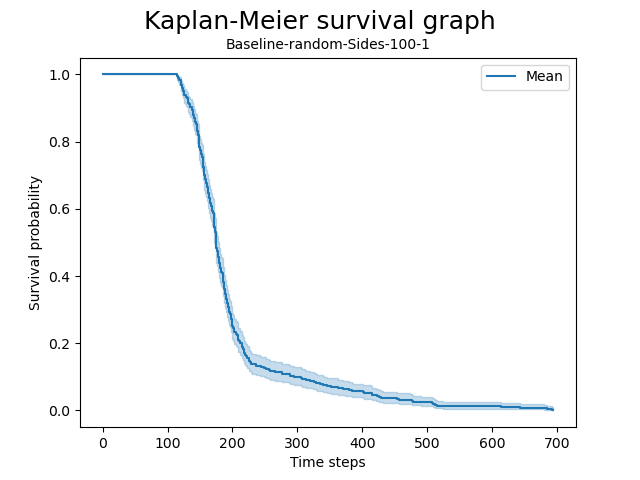 Kaplan-Meier survival graph
Baseline-random-Sides-100-1
Mean
1.0
0.8
0.6
0.4
0.2
0.0
Survival probability
0 100 200 300 400 500 600 700
Time steps